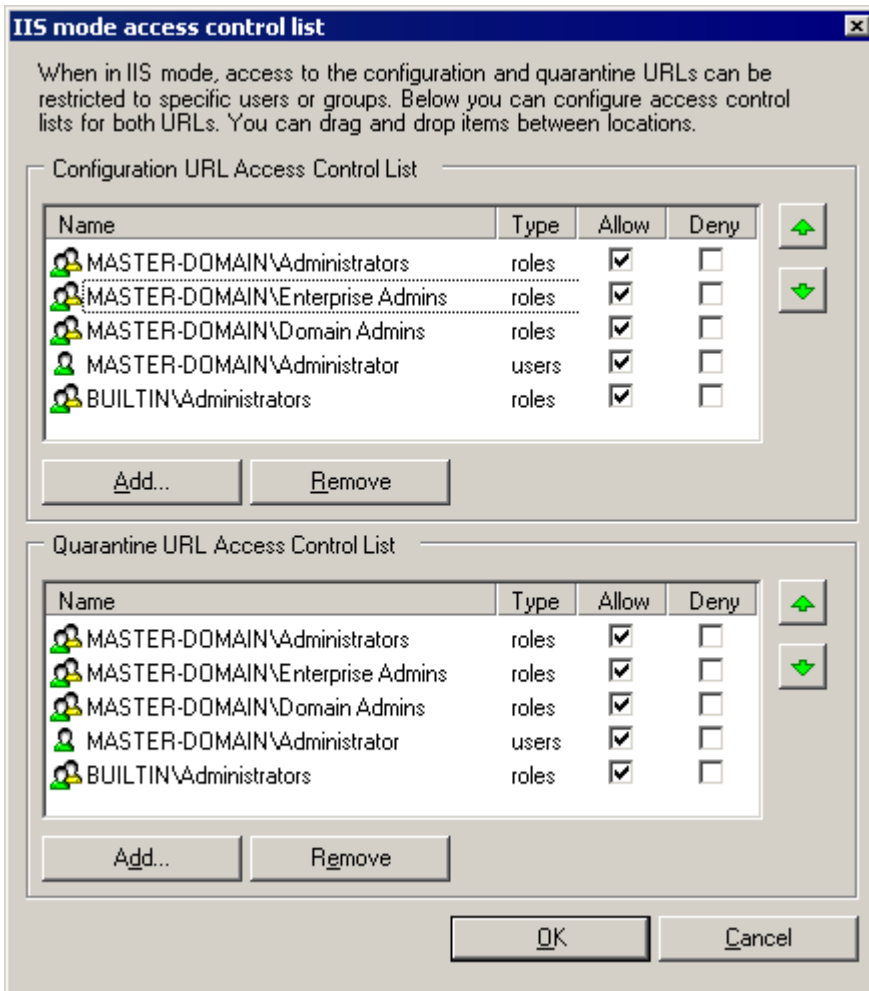 IIS mode access control list
When in IIS mode, access to the configuration and quarantine URLs can be
restricted to specific users or groups. Below you can configure access control
lists for both URLs. You can drag and drop items between locations.
Configuration URL Access Control List
Name Type Allow Deny
MASTER-DOMAIN\Administrators roles
MASTER-DOMAIN\Enterprise Admins roles
MASTER-DOMAIN\Domain Admins roles
MASTER-DOMAIN\Administrator users
BUILTIN\Administrators roles
Add... Remove
Quarantine URL Access Control List
Name Type Allow Deny
MASTER-DOMAIN\Administrators roles
MASTER-DOMAIN\Enterprise Admins roles
MASTER-DOMAIN\Domain Admins roles
MASTER-DOMAIN\Administrator users
BUILTIN\Administrators roles
Add... Remove
OK Cancel